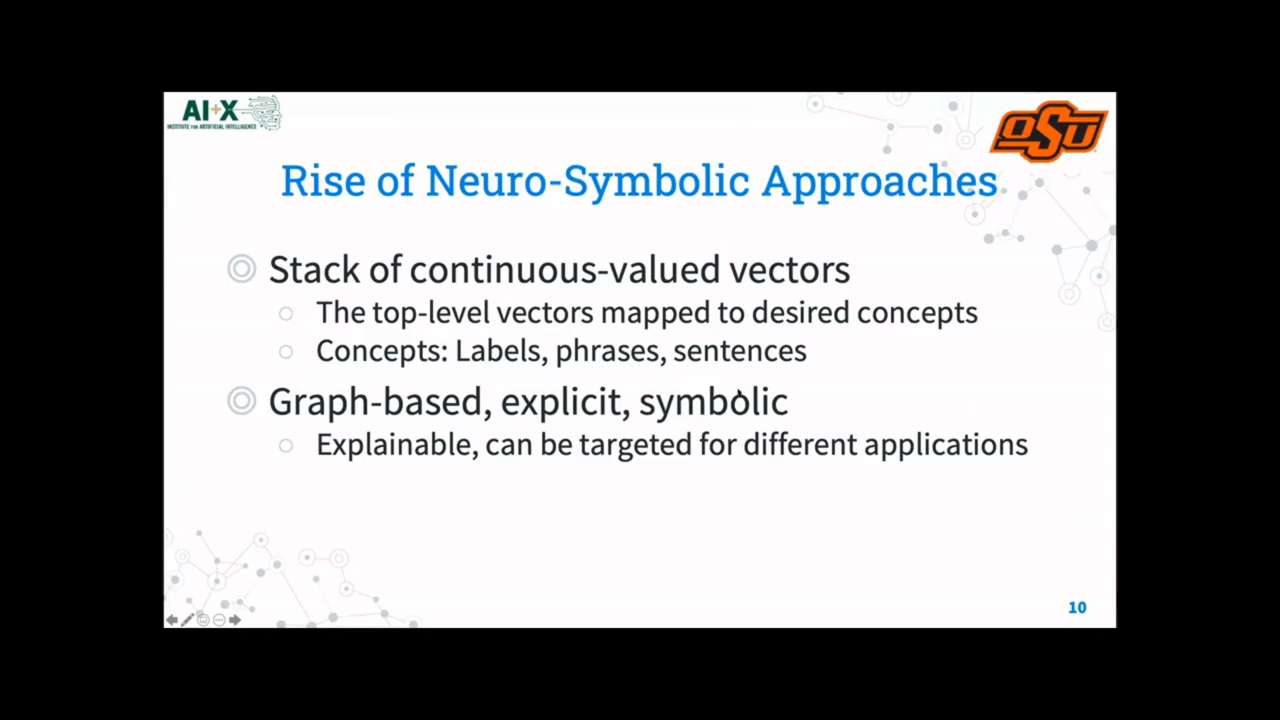 AI+X
INSTITUTE FOR ARTIFICIAL INTELLIGENCE
OSU
Rise of Neuro-Symbolic Approaches
Stack of continuous-valued vectors
The top-level vectors mapped to desired concepts
Concepts: Labels, phrases, sentences
Graph-based, explicit, symbolic
Explainable, can be targeted for different applications
10